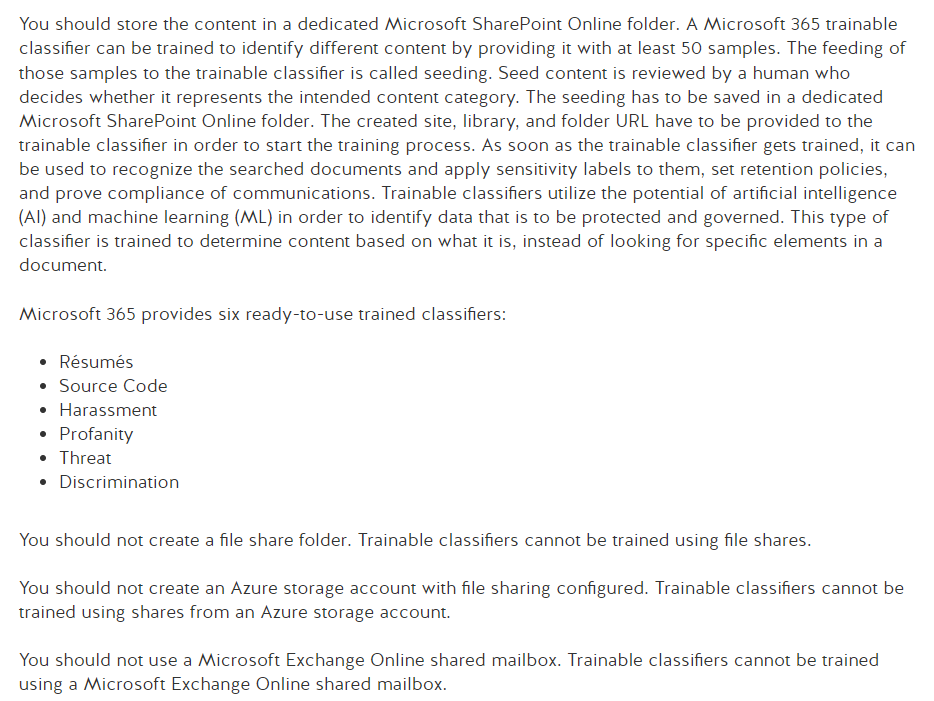 You should store the content in a dedicated Microsoft SharePoint Online folder. A Microsoft 365 trainable
classifier can be trained to identify different content by providing it with at least 50 samples. The feeding of
those samples to the trainable classifier is called seeding. Seed content is reviewed by a human who
decides whether it represents the intended content category. The seeding has to be saved in a dedicated
Microsoft SharePoint Online folder. The created site, library, and folder URL have to be provided to the
trainable classifier in order to start the training process. As soon as the trainable classifier gets trained, it can
be used to recognize the searched documents and apply sensitivity labels to them, set retention policies,
and prove compliance of communications. Trainable classifiers utilize the potential of artificial intelligence
(AI) and machine learning (ML) in order to identify data that is to be protected and governed. This type of
classifier is trained to determine content based on what it is, instead of looking for specific elements in a
document.
Microsoft 365 provides six ready-to-use trained classifiers:
• Résumés
• Source Code
• Harassment
• Profanity
• Threat
• Discrimination
You should not create a file share folder. Trainable classifiers cannot be trained using file shares.
You should not create an Azure storage account with file sharing configured. Trainable classifiers cannot be
trained using shares from an Azure storage account.
You should not use a Microsoft Exchange Online shared mailbox. Trainable classifiers cannot be trained
using a Microsoft Exchange Online shared mailbox.